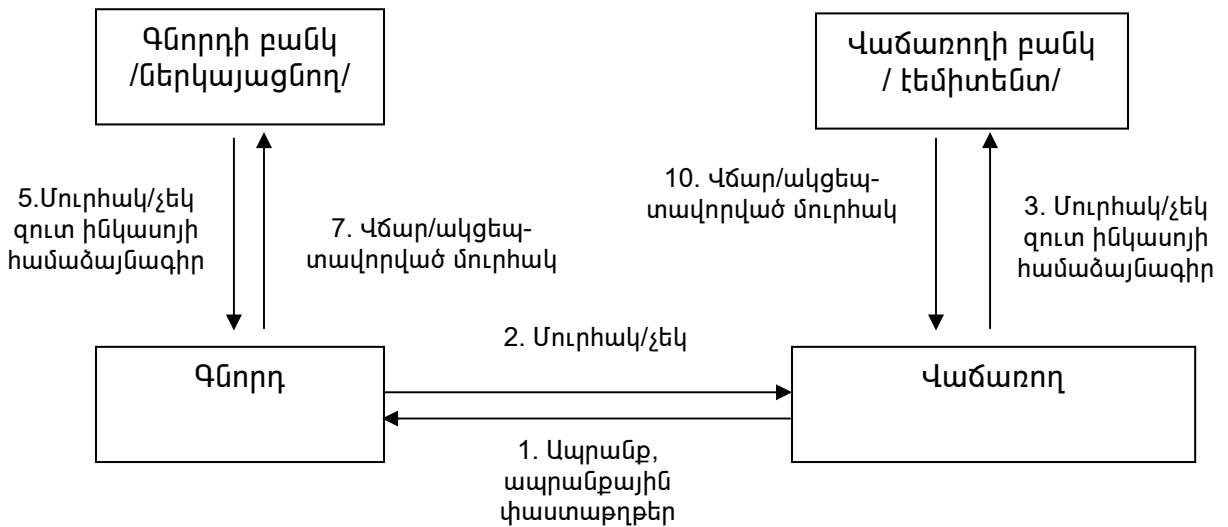 Գնորդի բանկ
/ներկայացնող/
Վաճառողի բանկ
/ էեմիտենտ/
5.Մուրհակ/չեկ
զուտ ինկասոյի
համաձայնագիր
7. Վճար/ակցեպ-
տավորված մուրհակ
10. Վճար/ակցեպ-
տավորված մուրհակ
3. Մուրհակ/չեկ
զուտ ինկասոյի
համաձայնագիր
Գնորդ
2. Մուրհակ/չեկ
Վաճառող
1. Ապրանք,
ապրանքային
փաստաթղթեր